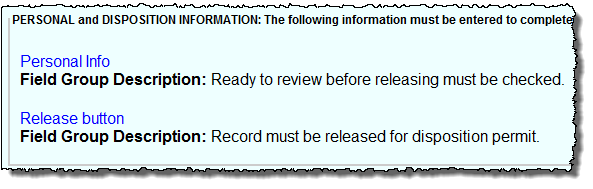 PERSONAL and DISPOSITION INFORMATION: The following information must be entered to complete
Personal Info
Field Group Description: Ready to review before releasing must be checked.
Release button
Field Group Description: Record must be released for disposition permit.